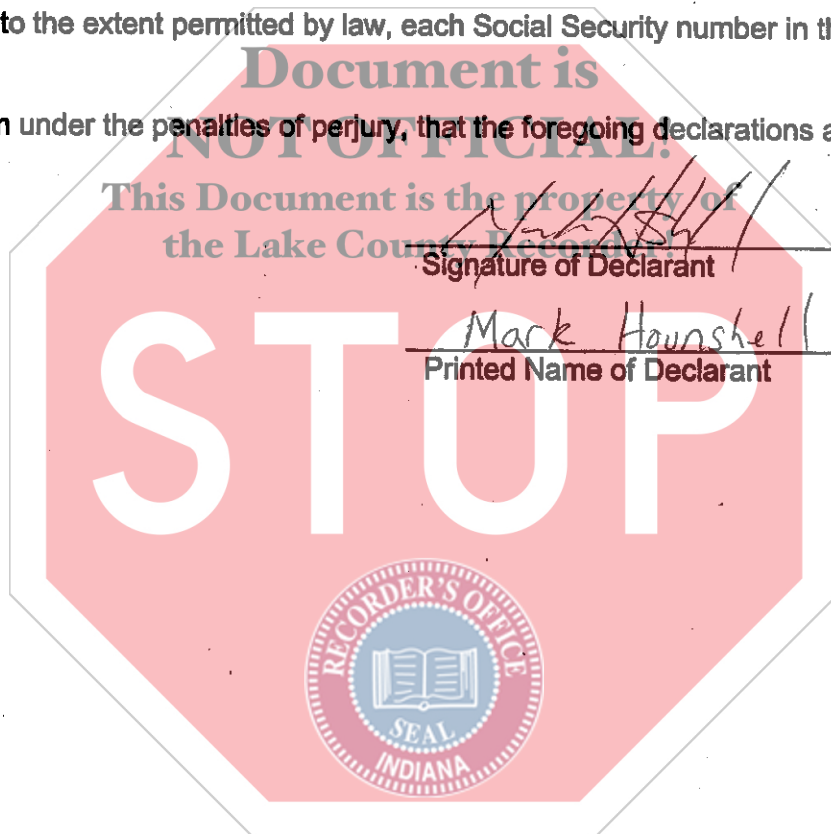 to the extent permitted by law, each Social Security number in th
Document is
n under the penalties of perjury, that the foregoing declarations a
NOT OFFICIAL!
This Document is the property of
the Lake County Recorder!
Signature of Declarant
Mark Hounshell
Printed Name of Declarant
STOP
RECORDER'S OFFICE
SEAL
INDIANA